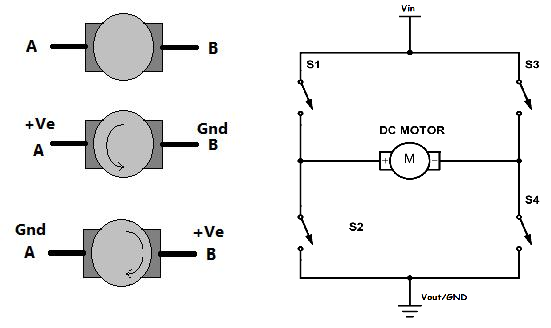 A B
+Ve Gnd
A B
Gnd +Ve
A B
Vin
S1 S3
DC MOTOR
+ M -
S2 S4
Vout/GND